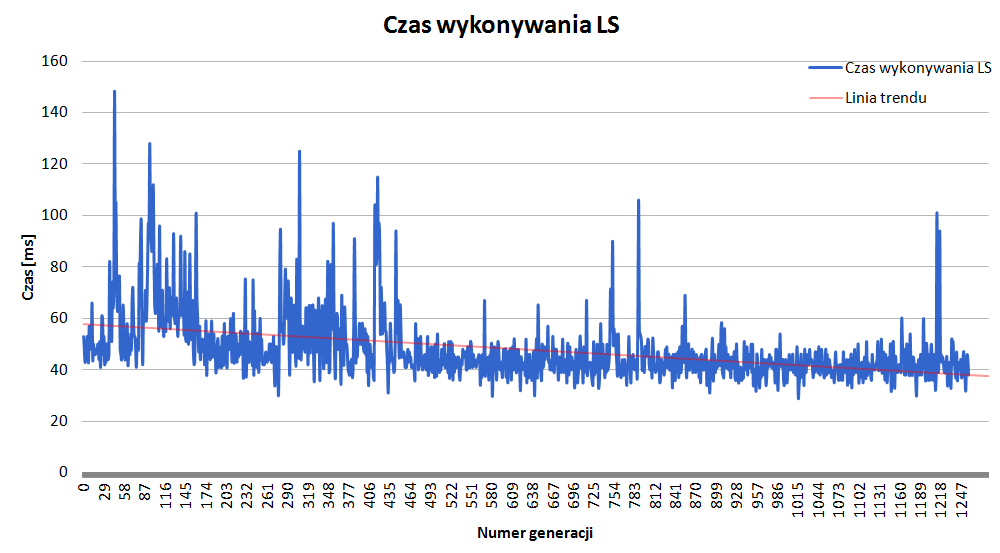 Czas wykonywania LS
160
140
120
100
80
60
40
20
0
Czas [ms]
Czas wykonywania LS
Linia trendu
0 29 58 87 116 145 174 203 232 261 290 319 348 377 406 435 464 493 522 551 580 609 638 667 696 725 754 783 812 841 870 899 928 957 986 1015 1044 1073 1102 1131 1160 1189 1218 1247
Numer generacji